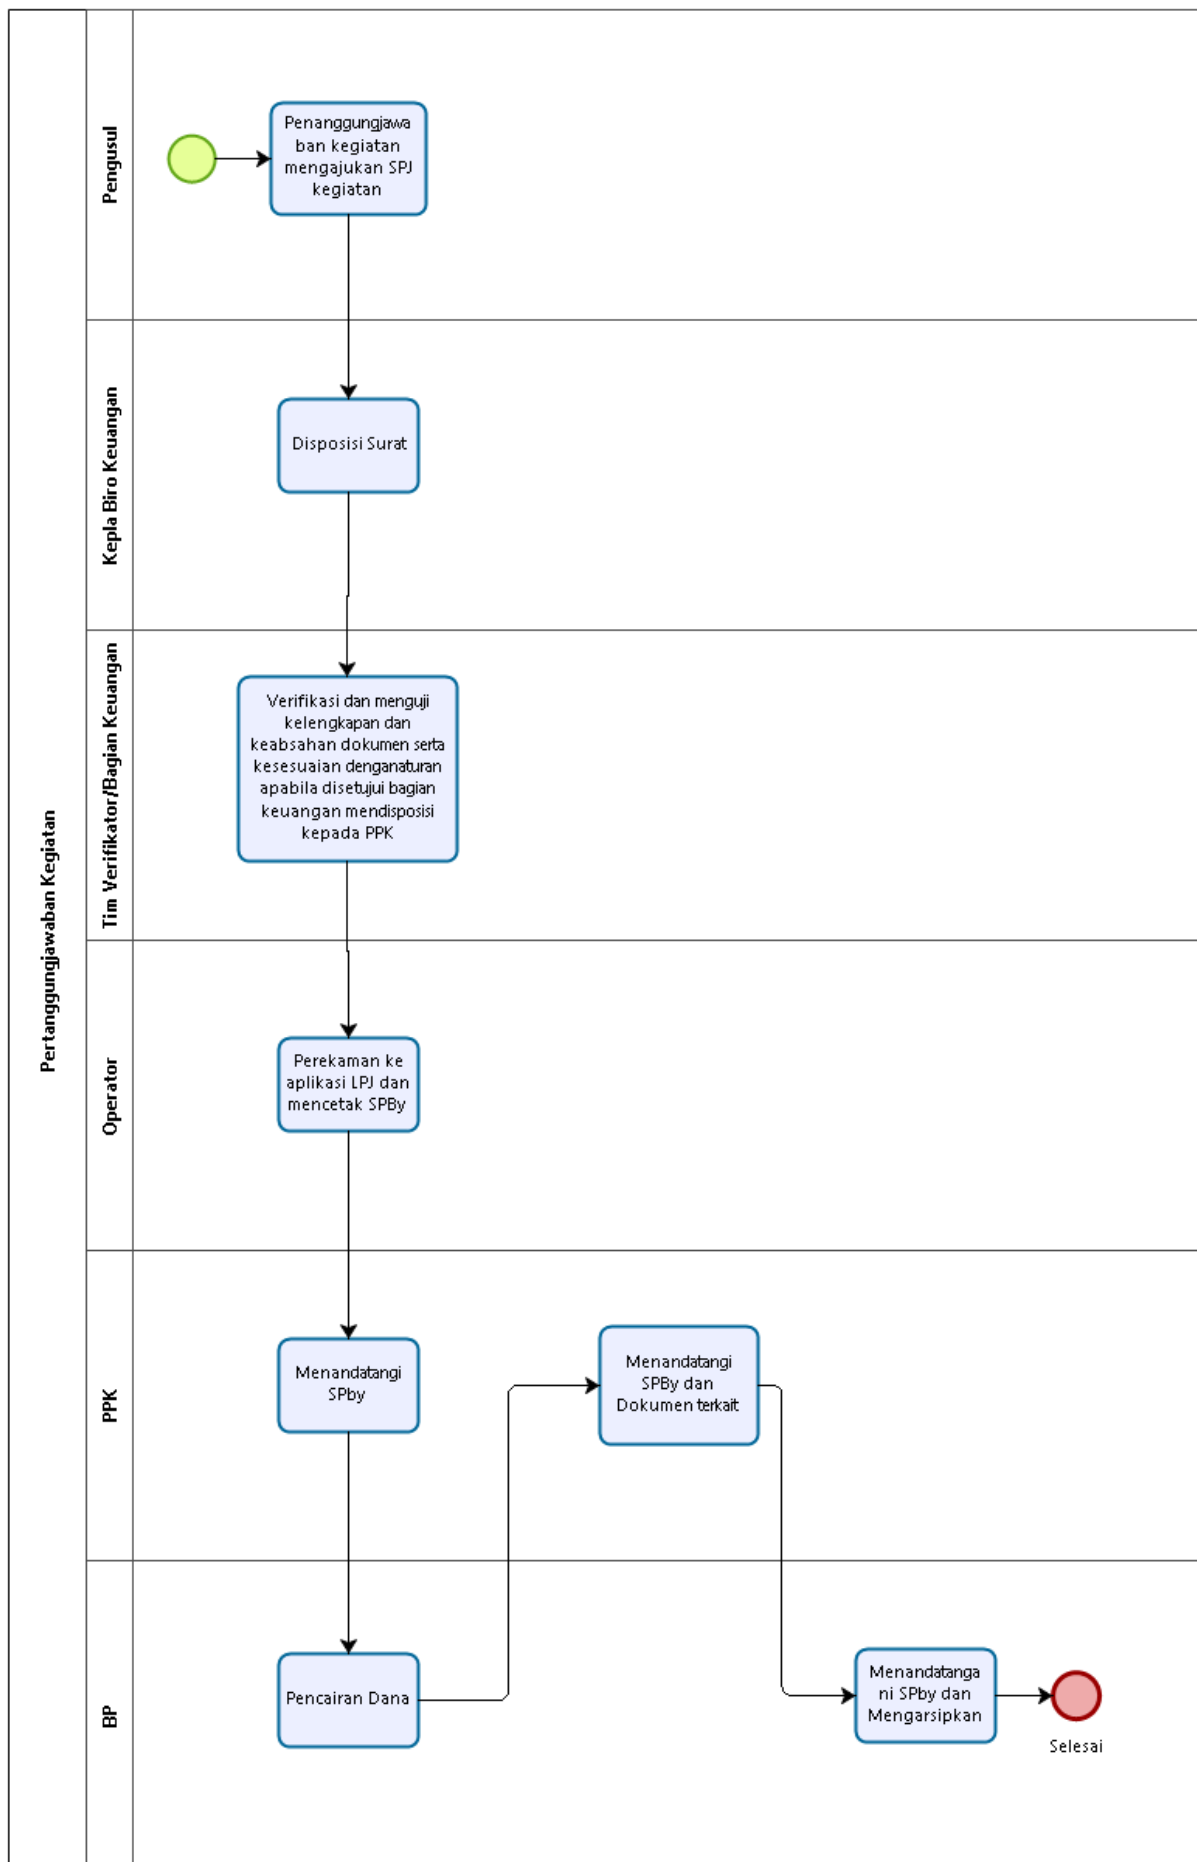 Pertanggungjawaban Kegiatan
Pengusul
Penanggungjawa
ban kegiatan
mengajukan SPJ
kegiatan
Kepla Biro Keuangan
Disposisi Surat
Tim Verifikator/Bagian Keuangan
Verifikasi dan menguji
kelengkapan dan
keabsahan dokumen serta
kesesuaian denganaturan
apabila disetujui bagian
keuangan mendisposisi
kepada PPK
Operator
Perekaman ke
aplikasi LPJ dan
mencetak SPBy
PPK
Menandatangi
SPby
Menandatangi
SPBy dan
Dokumen terkait
BP
Pencairan Dana
Menandatanga
ni SPby dan
Mengarsipkan
Selesai